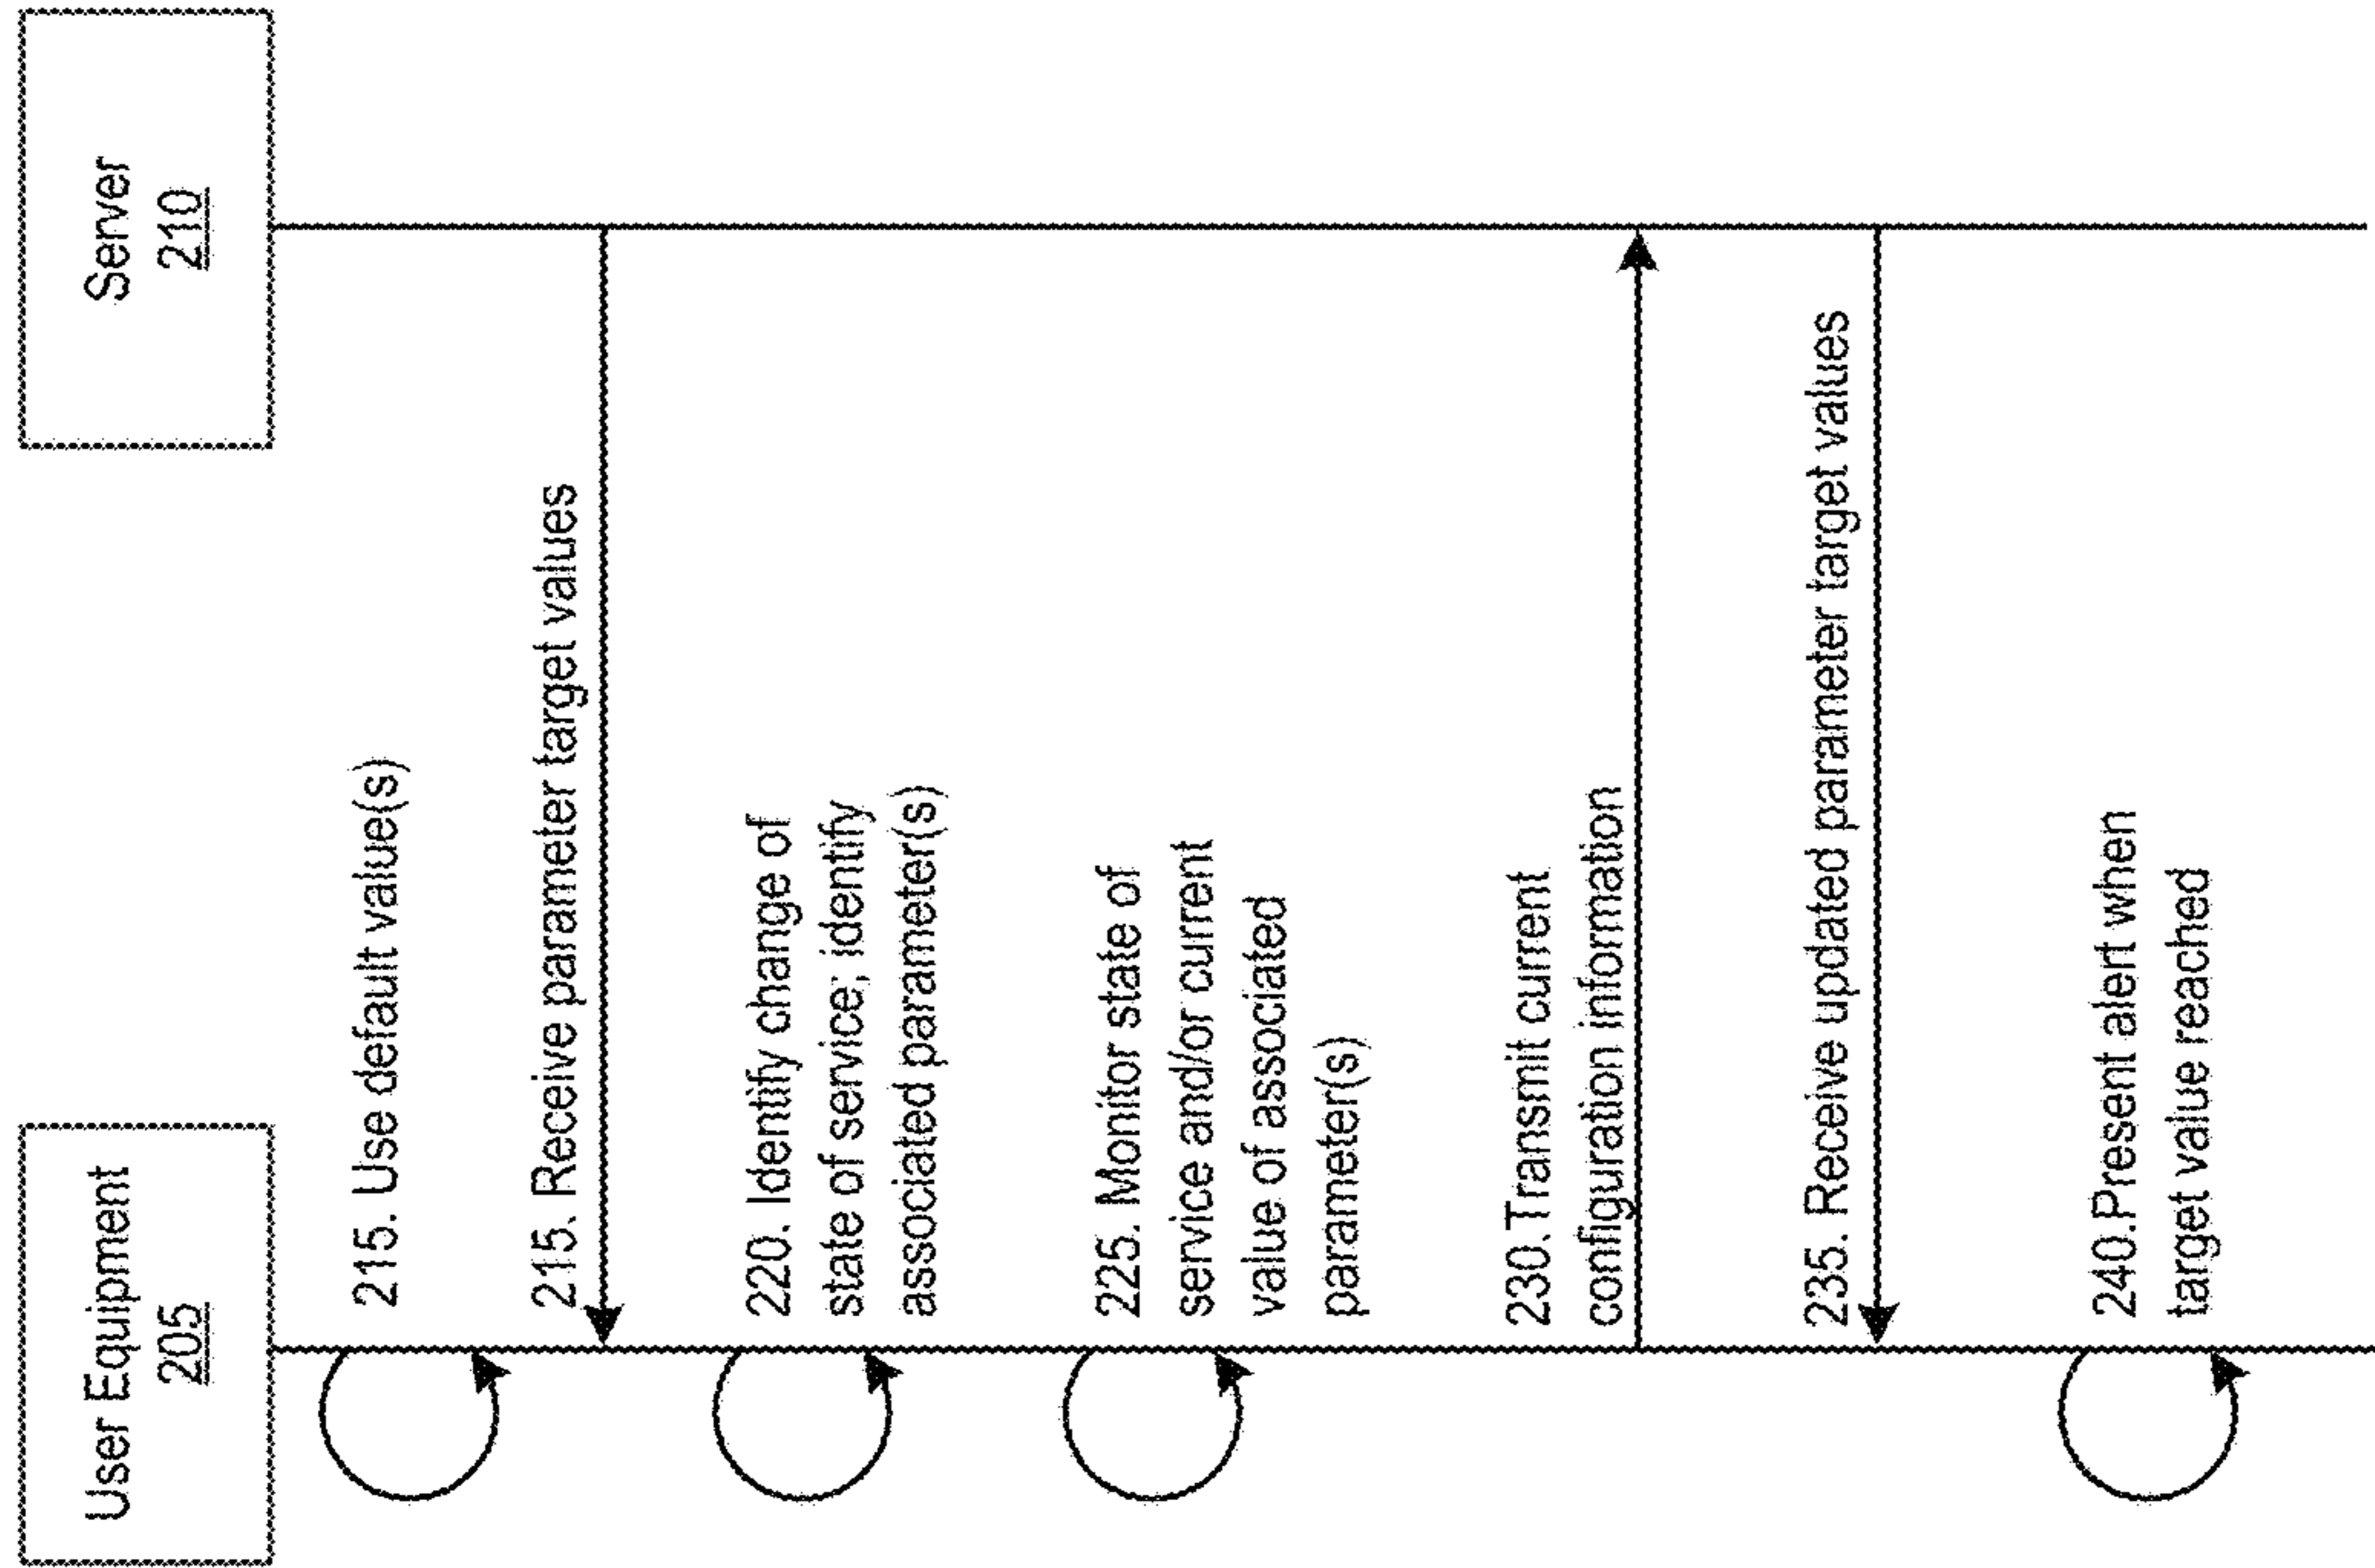 User Equipment
205
Server
210
215. Use default value(s)
215. Receive parameter target values
220. Identify change of
state of service; identify
associated parameter(s)
225. Monitor state of
service and/or current
value of associated
parameter(s)
230.Transmit current
configuration information
235. Receive updated parameter target values
240.Present alert when
target value reached